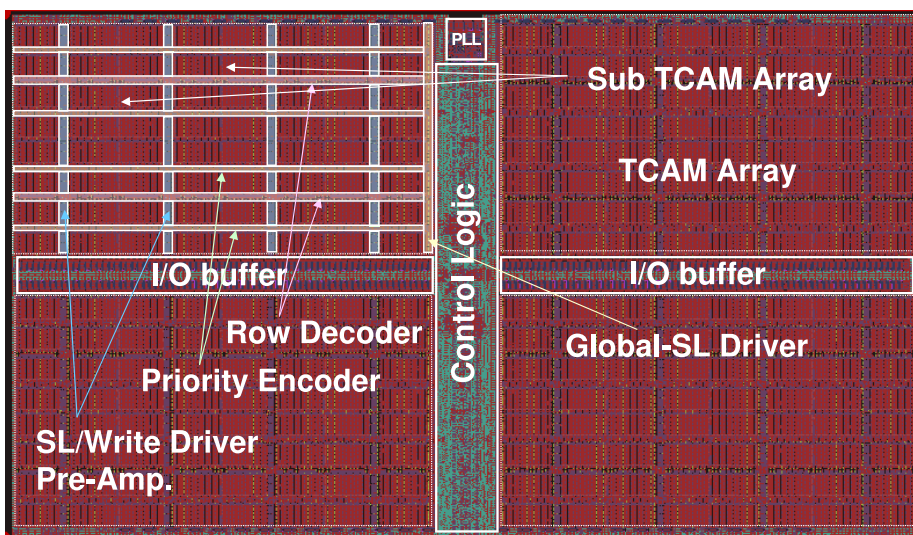 PLL
Sub TCAM Array
TCAM Array
Control Logic
I/O buffer
I/O buffer
Row Decoder
Global-SL Driver
Priority Encoder
SL/Write Driver
Pre-Amp.